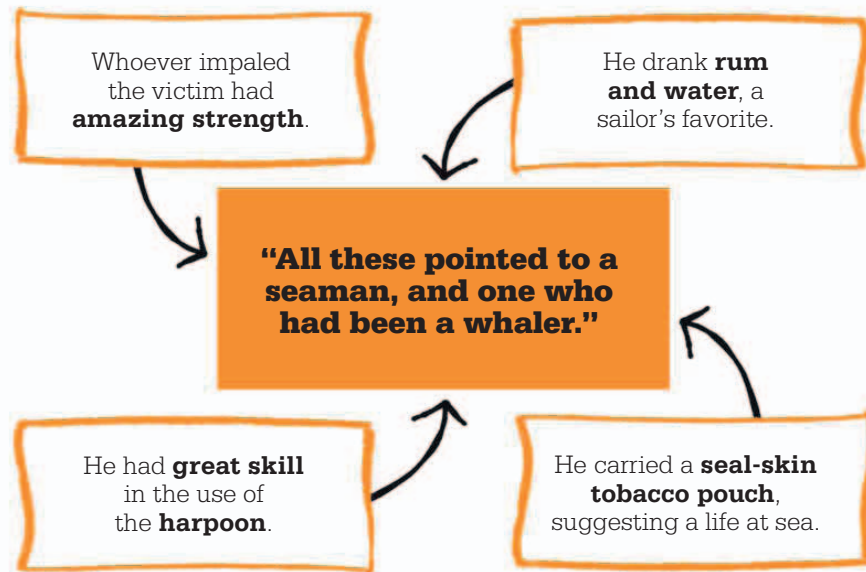 Whoever impaled
the victim had
amazing strength.
He drank rum
and water, a
sailor’s favorite.
“All these pointed to a
seaman, and one who
had been a whaler.”
He had great skill
in the use of
the harpoon.
He carried a seal-skin
tobacco pouch,
suggesting a life at sea.